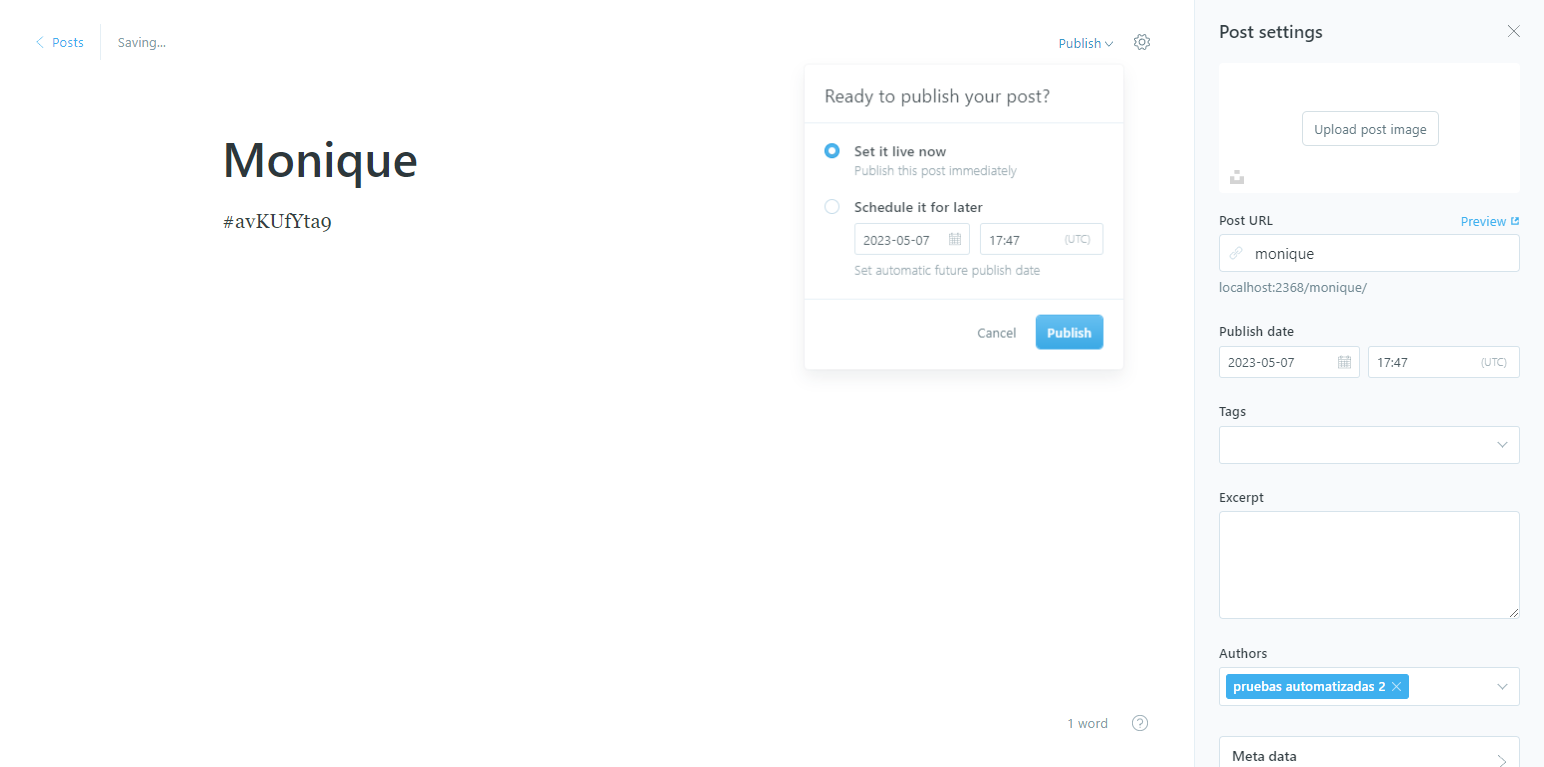 Posts
Saving...
Publish
Ready to publish your post?
Set it live now
Publish this post immediately
Schedule it for later
2023-05-07
17:47
(UTC)
Set automatic future publish date
Cancel
Publish
Monique
#avKUfYta9
1 word
?
Post settings
Upload post image
Post URL
Preview
monique
localhost:2368/monique/
Publish date
2023-05-07
17:47
(UTC)
Tags
Excerpt
Authors
pruebas automatizadas 2
Meta data